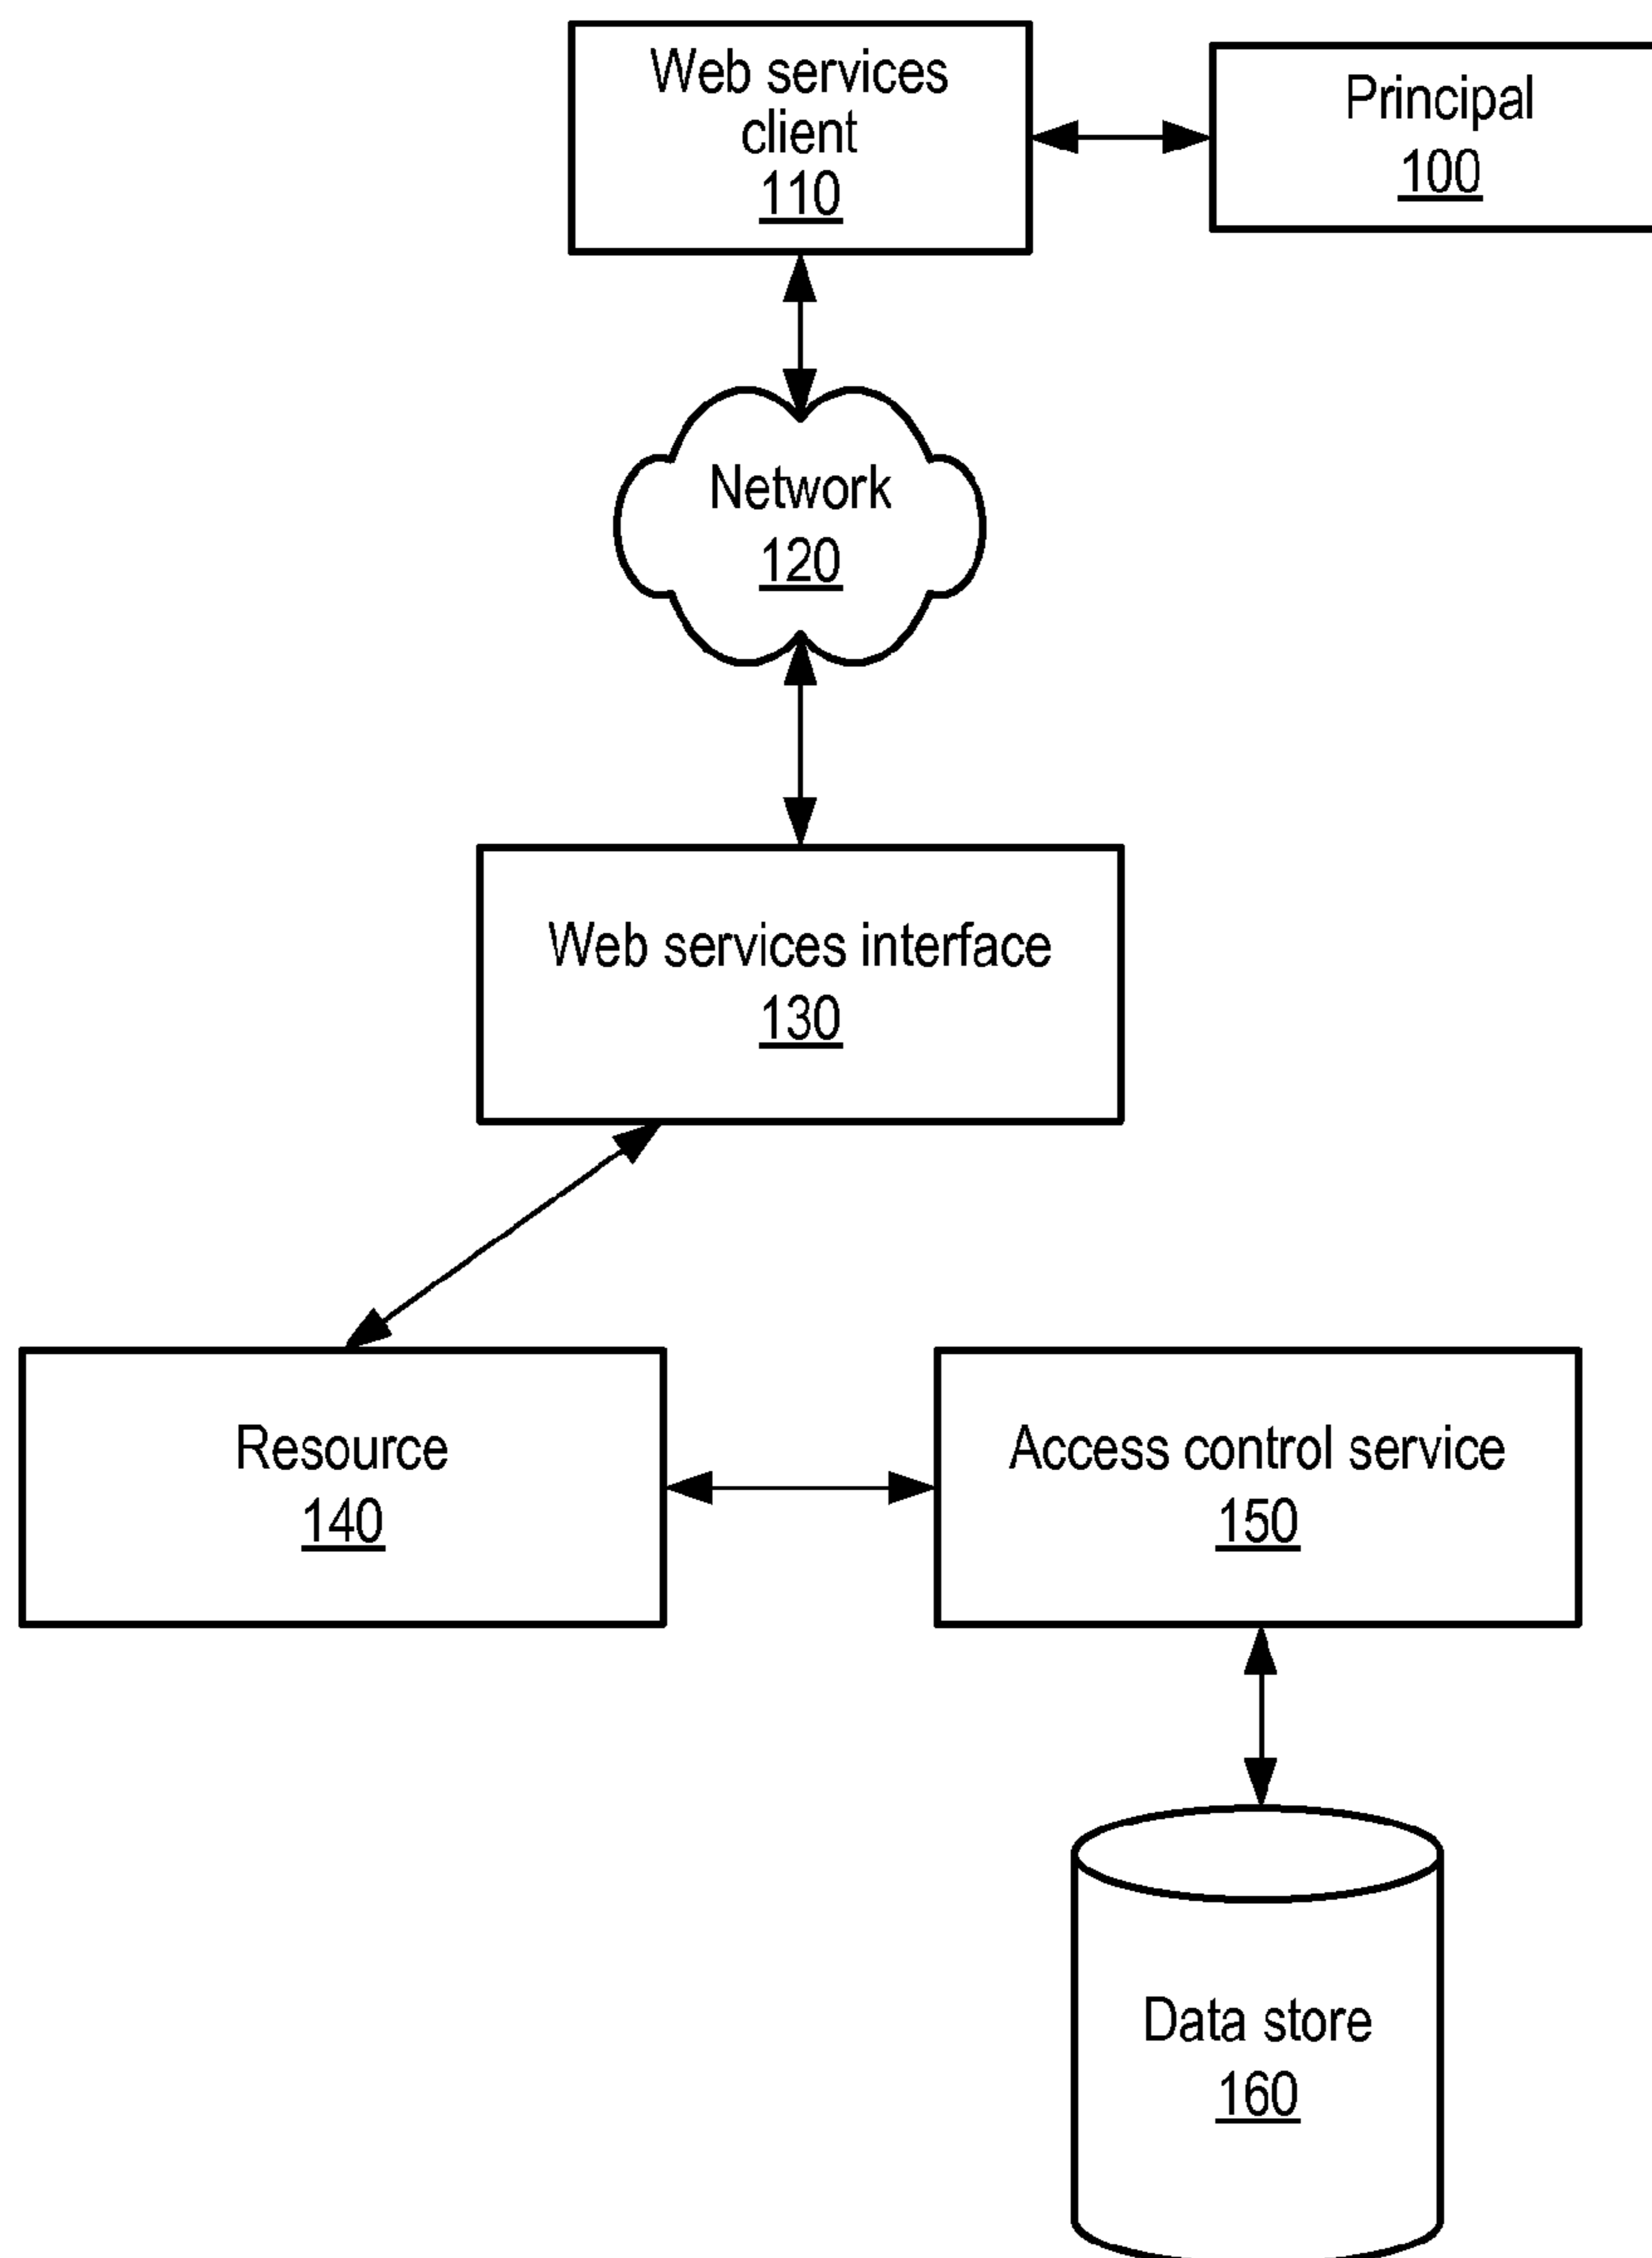 Web services
client
110
Principal
100
Network
120
Web services interface
130
Resource
140
Access control service
150
Data store
160